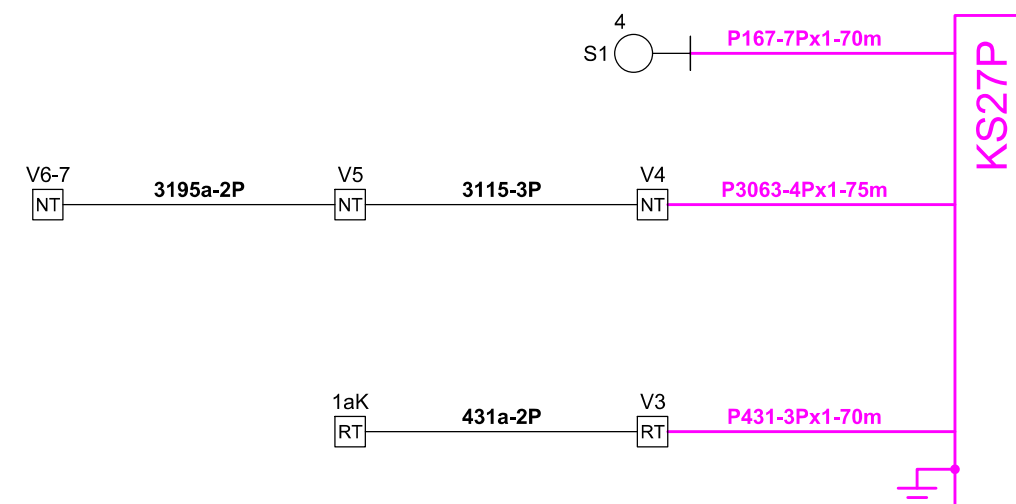 4
S1
P167-7Px1-70m
KS27P
V6-7
NT
3195a-2P
V5
NT
3115-3P
V4
NT
P3063-4Px1-75m
1aK
RT
431a-2P
V3
RT
P431-3Px1-70m